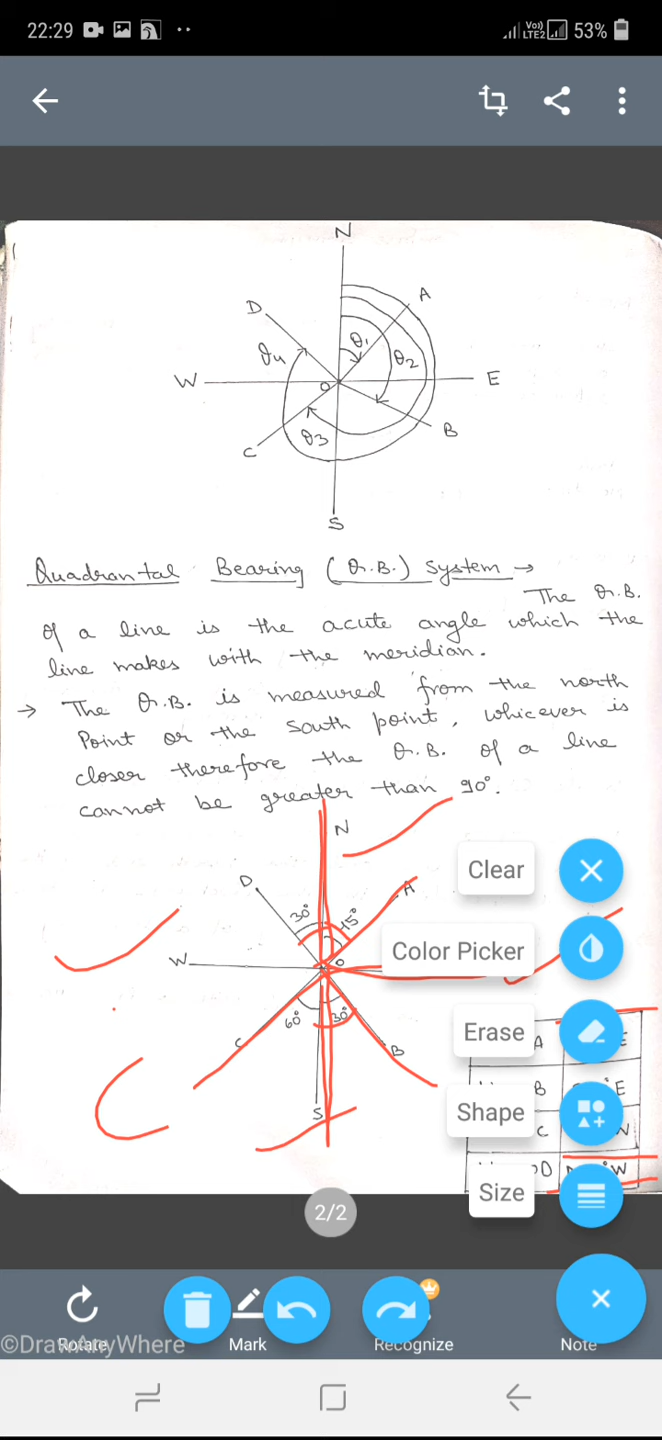 22:29
Vo)) LTE2 53%
N
A
D
θ1
θ4
θ2
W
o
E
B
θ3
C
S
Quadrantal Bearing (Q.B.) System →
The Q.B.
of a line is the acute angle which the
line makes with the meridian.
→ The Q.B. is measured from the north
Point or the South point, whicever is
closer therefore the Q.B. of a line
cannot be greater than 90°.
N
Clear
D
A
30°
45°
Color Picker
W
o
60°
30°
Erase
A
E
C
B
B
E
Shape
S
C
W
D
W
Size
2/2
Rotate
Mark
Recognize
Note
©DrawAnyWhere